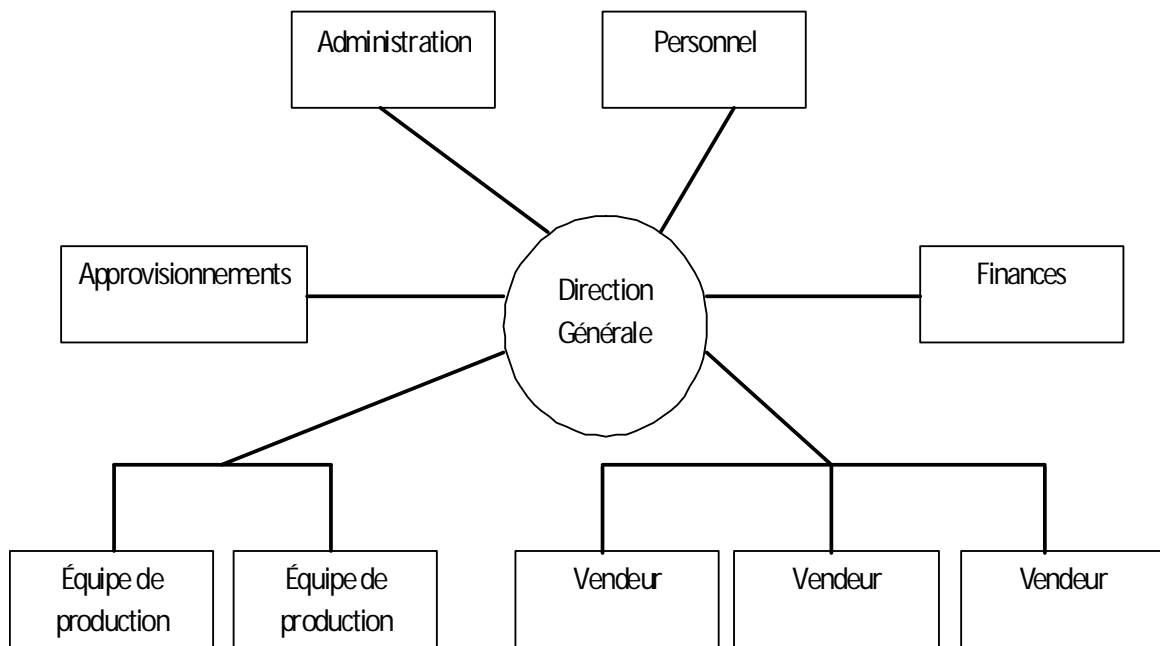 Administration
Personnel
Approvisionnements
Direction
Générale
Finances
Équipe de
production
Équipe de
production
Vendeur
Vendeur
Vendeur